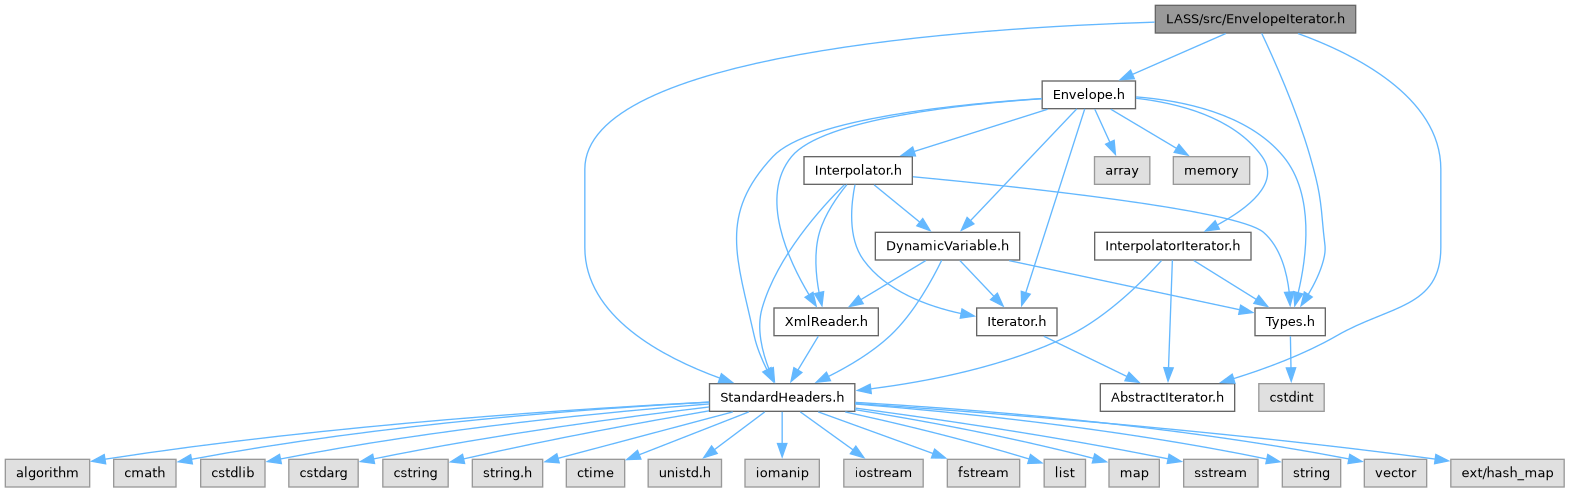 LASS/src/EnvelopeIterator.h
Envelope.h
Interpolator.h
array
memory
DynamicVariable.h
InterpolatorIterator.h
XmlReader.h
Iterator.h
Types.h
StandardHeaders.h
AbstractIterator.h
cstdint
algorithm
cmath
cstdlib
cstdarg
cstring
string.h
ctime
unistd.h
iomanip
iostream
fstream
list
map
sstream
string
vector
ext/hash_map